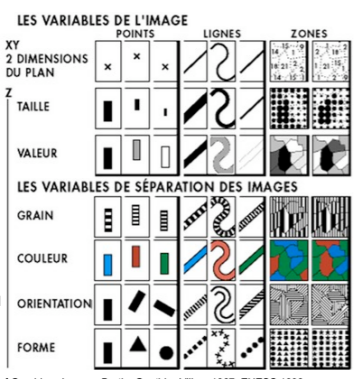 LES VARIABLES DE L'IMAGE
POINTS LIGNES ZONES
XY
2 DIMENSIONS
DU PLAN
Z
TAILLE
VALEUR
LES VARIABLES DE SÉPARATION DES IMAGES
GRAIN
COULEUR
ORIENTATION
FORME